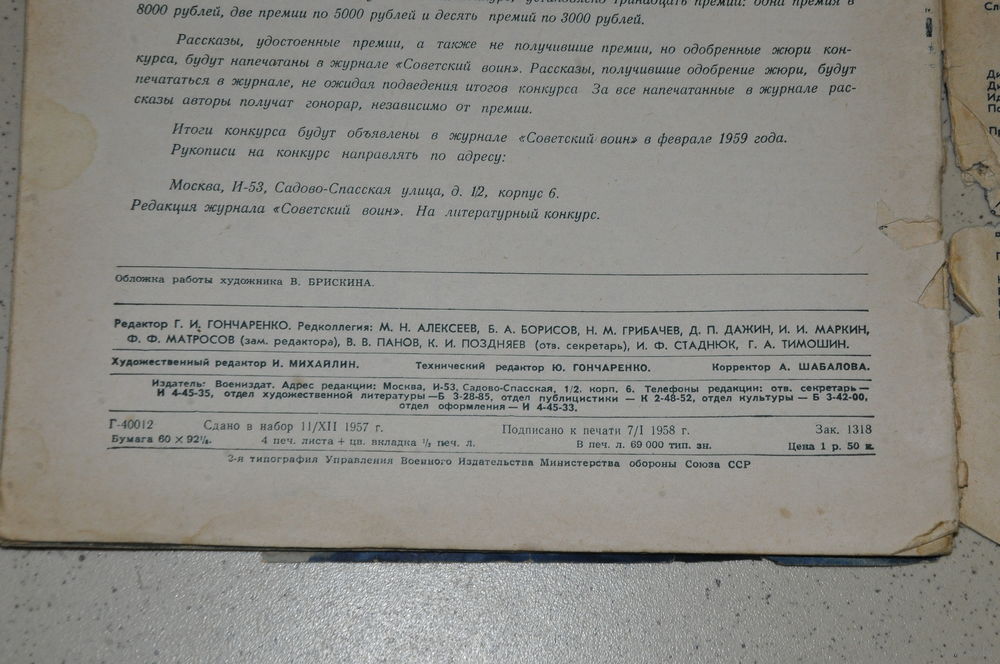 установлено тринадцать премий: одна премия в
8000 рублей, две премии по 5000 рублей и десять премий по 3000 рублей.
Рассказы, удостоенные премии, а также не получившие премии, но одобренные жюри кон-
курса, будут напечатаны в журнале «Советский воин». Рассказы, получившие одобрение жюри, будут
печататься в журнале, не ожидая подведения итогов конкурса За все напечатанные в журнале рас-
сказы авторы получат гонорар, независимо от премии.
Итоги конкурса будут объявлены в журнале «Советский воин» в феврале 1959 года.
Рукописи на конкурс направлять по адресу:
Москва, И-53, Садово-Спасская улица, д. 1/2, корпус 6.
Редакция журнала «Советский воин». На литературный конкурс.
Обложка работы художника В. БРИСКИНА.
Редактор Г. И. ГОНЧАРЕНКО. Редколлегия: М. Н. АЛЕКСЕЕВ, Б. А. БОРИСОВ, Н. М. ГРИБАЧЕВ, Д. П. ДАЖИН, И. И. МАРКИН,
Ф. Ф. МАТРОСОВ (зам. редактора), В. В. ПАНОВ, К. И. ПОЗДНЯЕВ (отв. секретарь), И. Ф. СТАДНЮК, Г. А. ТИМОШИН.
Художественный редактор И. МИХАЙЛИН. Технический редактор Ю. ГОНЧАРЕНКО. Корректор А. ШАБАЛОВА.
Издатель: Воениздат. Адрес редакции: Москва, И-53, Садово-Спасская, 1/2, корп. 6. Телефоны редакции: отв. секретарь—
И 4-45-35, отдел художественной литературы—Б 3-28-85, отдел публицистики — К 2-48-52, отдел культуры — Б 3-42-00,
отдел оформления — И 4-45-33.
Г-40012 Сдано в набор 11/XII 1957 г. Подписано к печати 7/I 1958 г. Зак. 1318
Бумага 60 × 92⅛. 4 печ. листа + цв. вкладка ½ печ. л. В печ. л. 69 000 тип. зн. Цена 1 р. 50 к.
2-я типография Управления Военного Издательства Министерства обороны Союза ССР